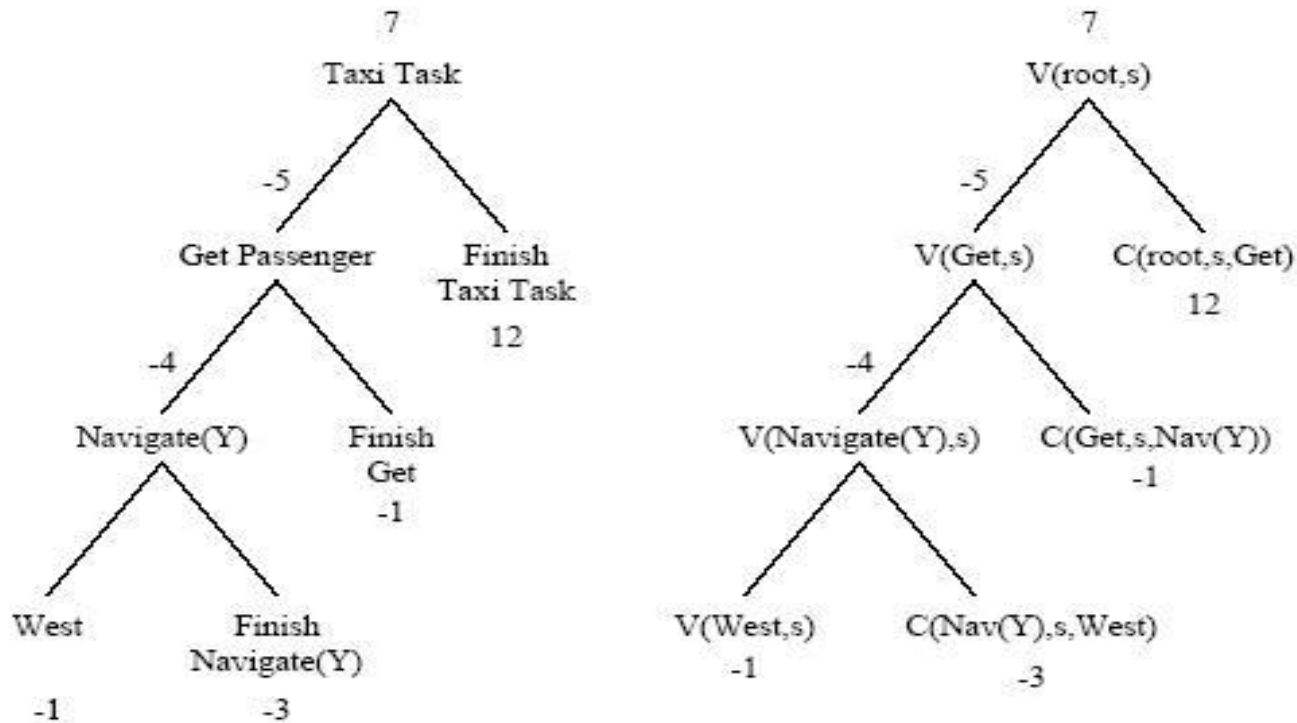 7
Taxi Task
-5
Get Passenger
Finish
Taxi Task
12
-4
Navigate(Y)
Finish
Get
-1
West
Finish
Navigate(Y)
-1
-3
7
V(root,s)
-5
V(Get,s)
C(root,s,Get)
12
-4
V(Navigate(Y),s)
C(Get,s,Nav(Y))
-1
V(West,s)
C(Nav(Y),s,West)
-1
-3